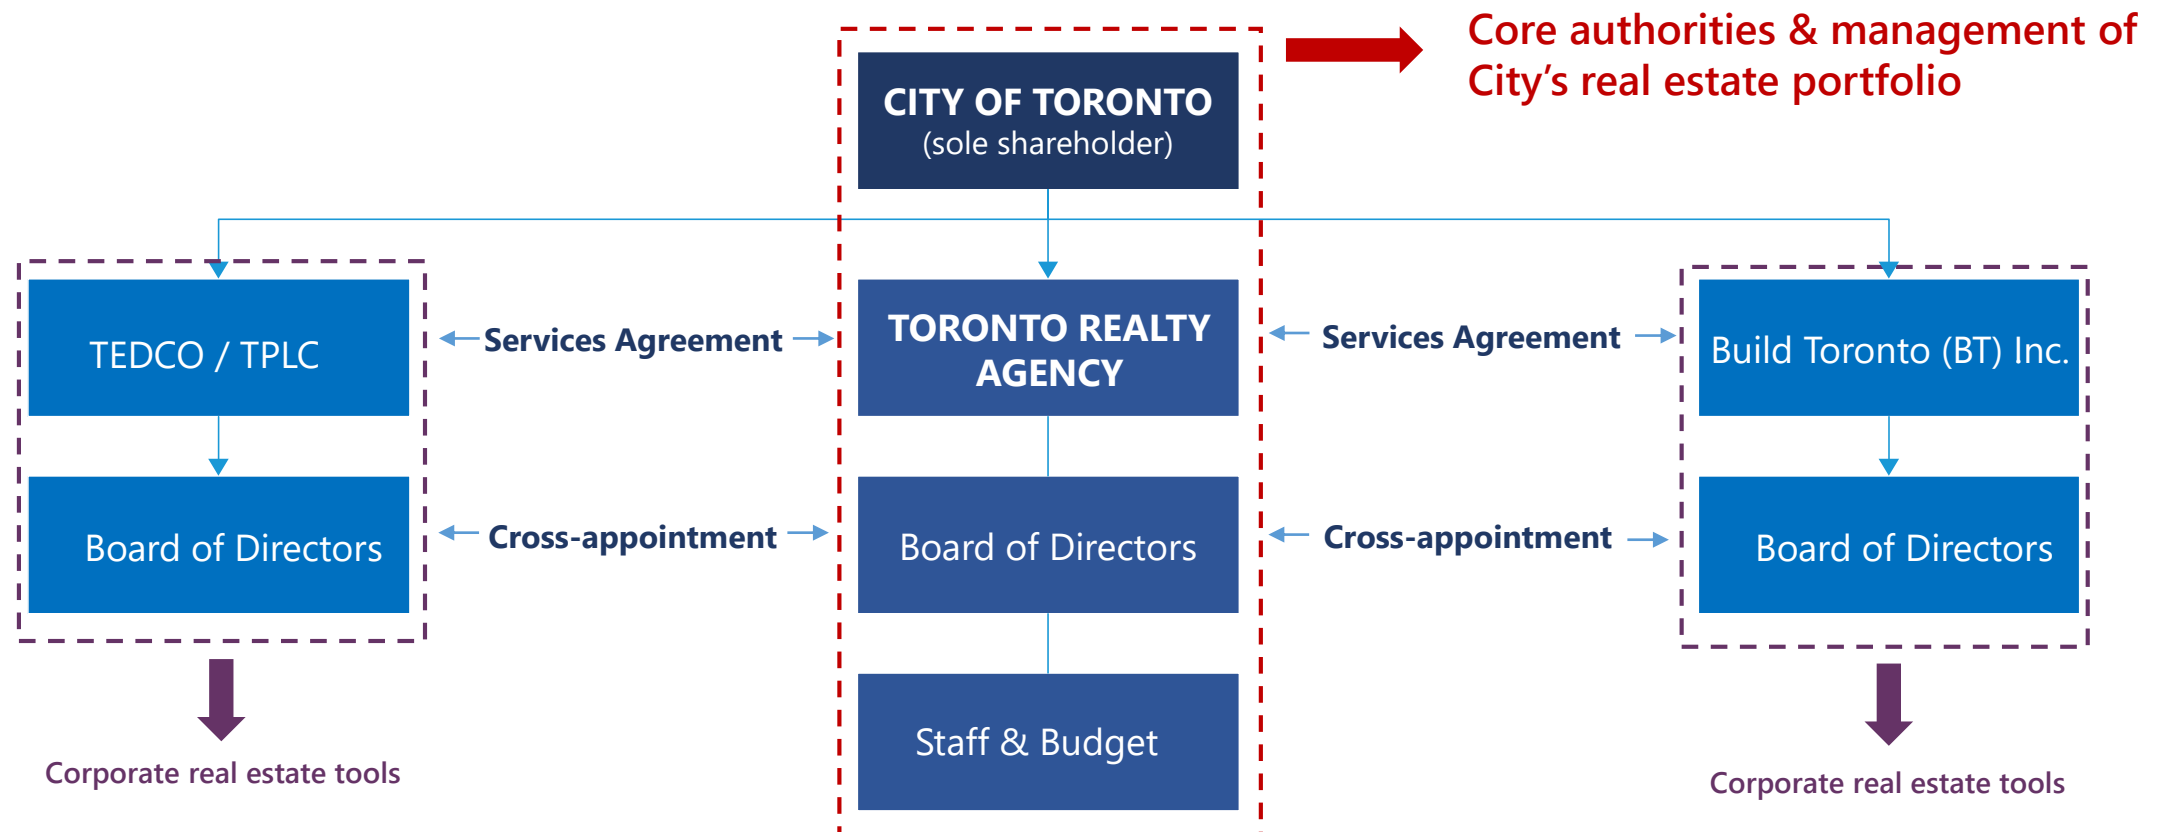 Core authorities & management of
City’s real estate portfolio
CITY OF TORONTO
(sole shareholder)
TEDCO / TPLC
Services Agreement
TORONTO REALTY
AGENCY
Services Agreement
Build Toronto (BT) Inc.
Board of Directors
Cross-appointment
Board of Directors
Cross-appointment
Board of Directors
Staff & Budget
Corporate real estate tools
Corporate real estate tools